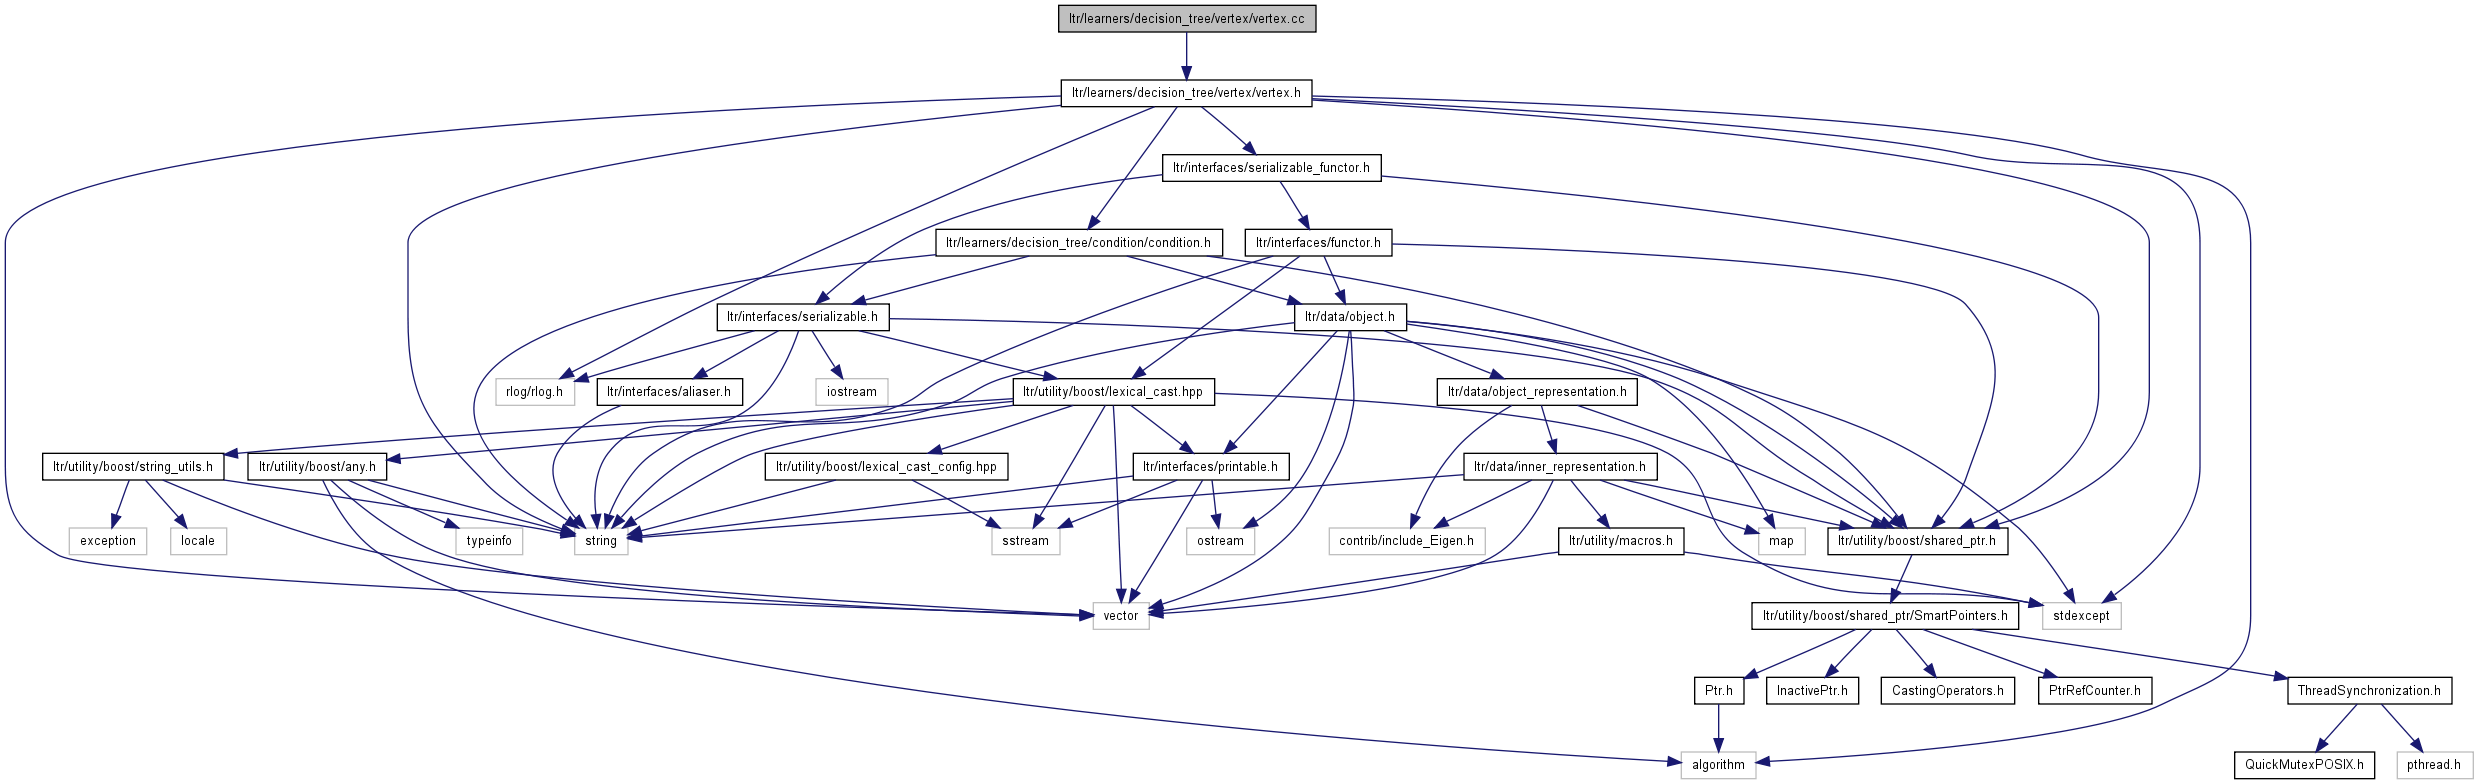 ltr/learners/decision_tree/vertex/vertex.cc
ltr/learners/decision_tree/vertex/vertex.h
ltr/interfaces/serializable_functor.h
ltr/learners/decision_tree/condition/condition.h
ltr/interfaces/functor.h
ltr/interfaces/serializable.h
ltr/data/object.h
rlog/rlog.h
ltr/interfaces/aliaser.h
iostream
ltr/utility/boost/lexical_cast.hpp
ltr/data/object_representation.h
ltr/utility/boost/string_utils.h
ltr/utility/boost/any.h
ltr/utility/boost/lexical_cast_config.hpp
ltr/interfaces/printable.h
ltr/data/inner_representation.h
exception
locale
typeinfo
string
sstream
ostream
contrib/include_Eigen.h
ltr/utility/macros.h
map
ltr/utility/boost/shared_ptr.h
vector
ltr/utility/boost/shared_ptr/SmartPointers.h
stdexcept
Ptr.h
InactivePtr.h
CastingOperators.h
PtrRefCounter.h
ThreadSynchronization.h
algorithm
QuickMutexPOSIX.h
pthread.h